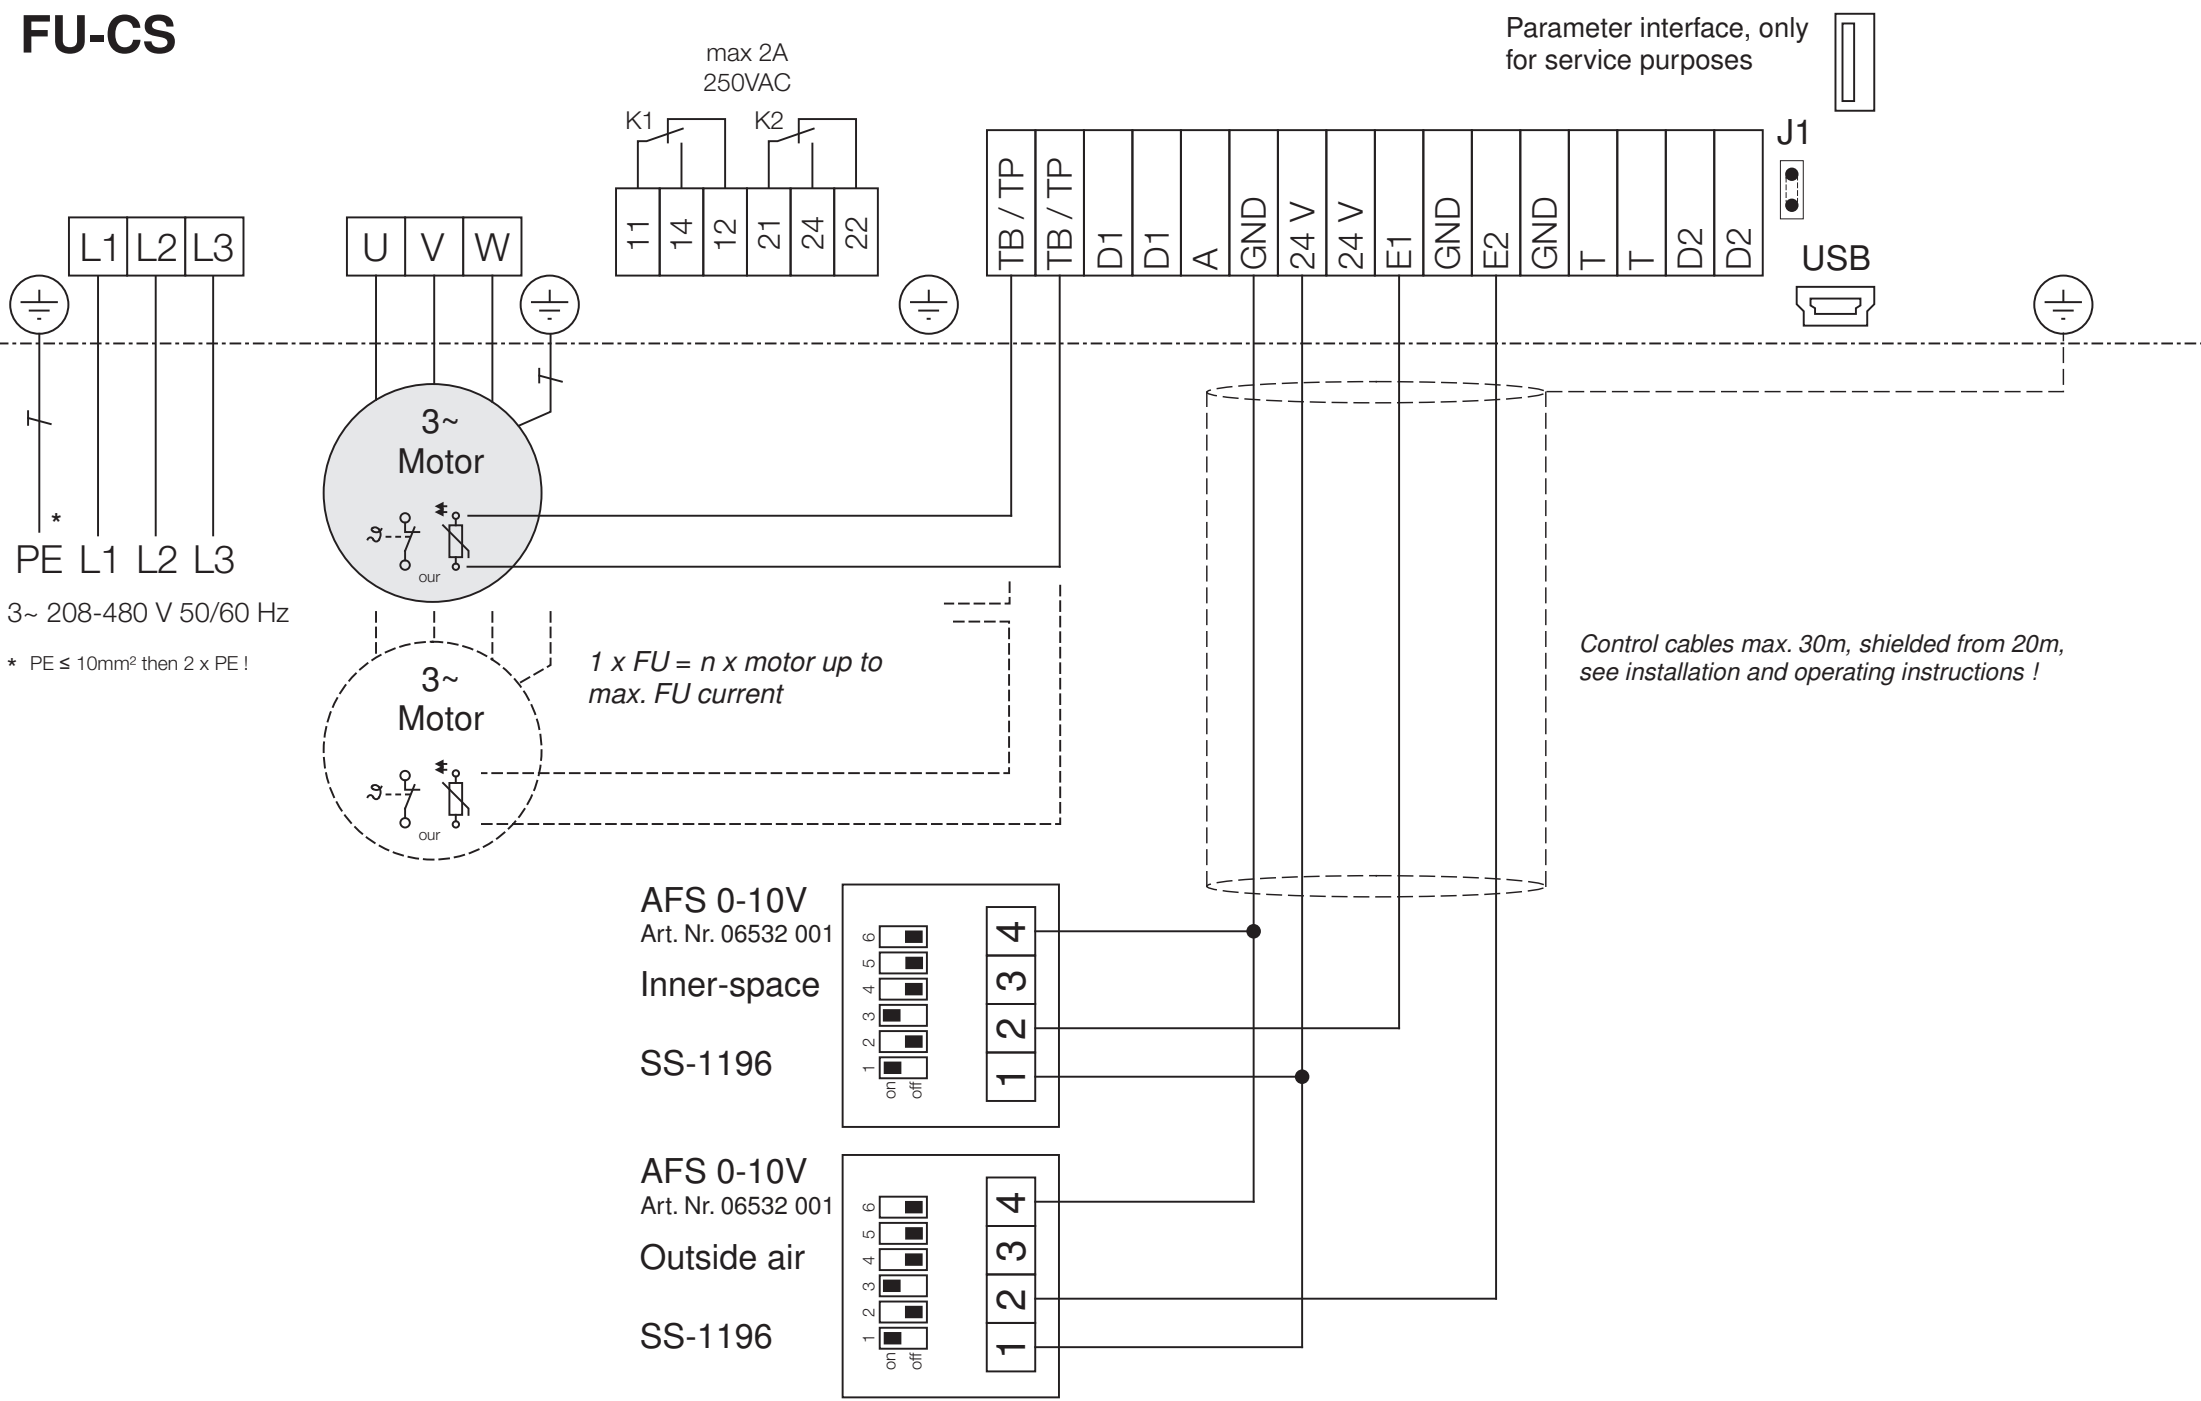 FU-CS
max 2A
250VAC
K1 K2
Parameter interface, only
for service purposes
J1
L1 L2 L3
U V W
11 14 12 21 24 22
TB / TP TB / TP D1 D1 A GND 24 V 24 V E1 GND E2 GND T T D2 D2
USB
3~
Motor
*
our
PE L1 L2 L3
3~ 208-480 V 50/60 Hz
* PE ≤ 10mm² then 2 x PE !
3~
Motor
our
1 x FU = n x motor up to
max. FU current
Control cables max. 30m, shielded from 20m,
see installation and operating instructions !
AFS 0-10V
Art. Nr. 06532 001
Inner-space
SS-1196
6
5
4
3
2
1
on off
4
3
2
1
AFS 0-10V
Art. Nr. 06532 001
Outside air
SS-1196
6
5
4
3
2
1
on off
4
3
2
1